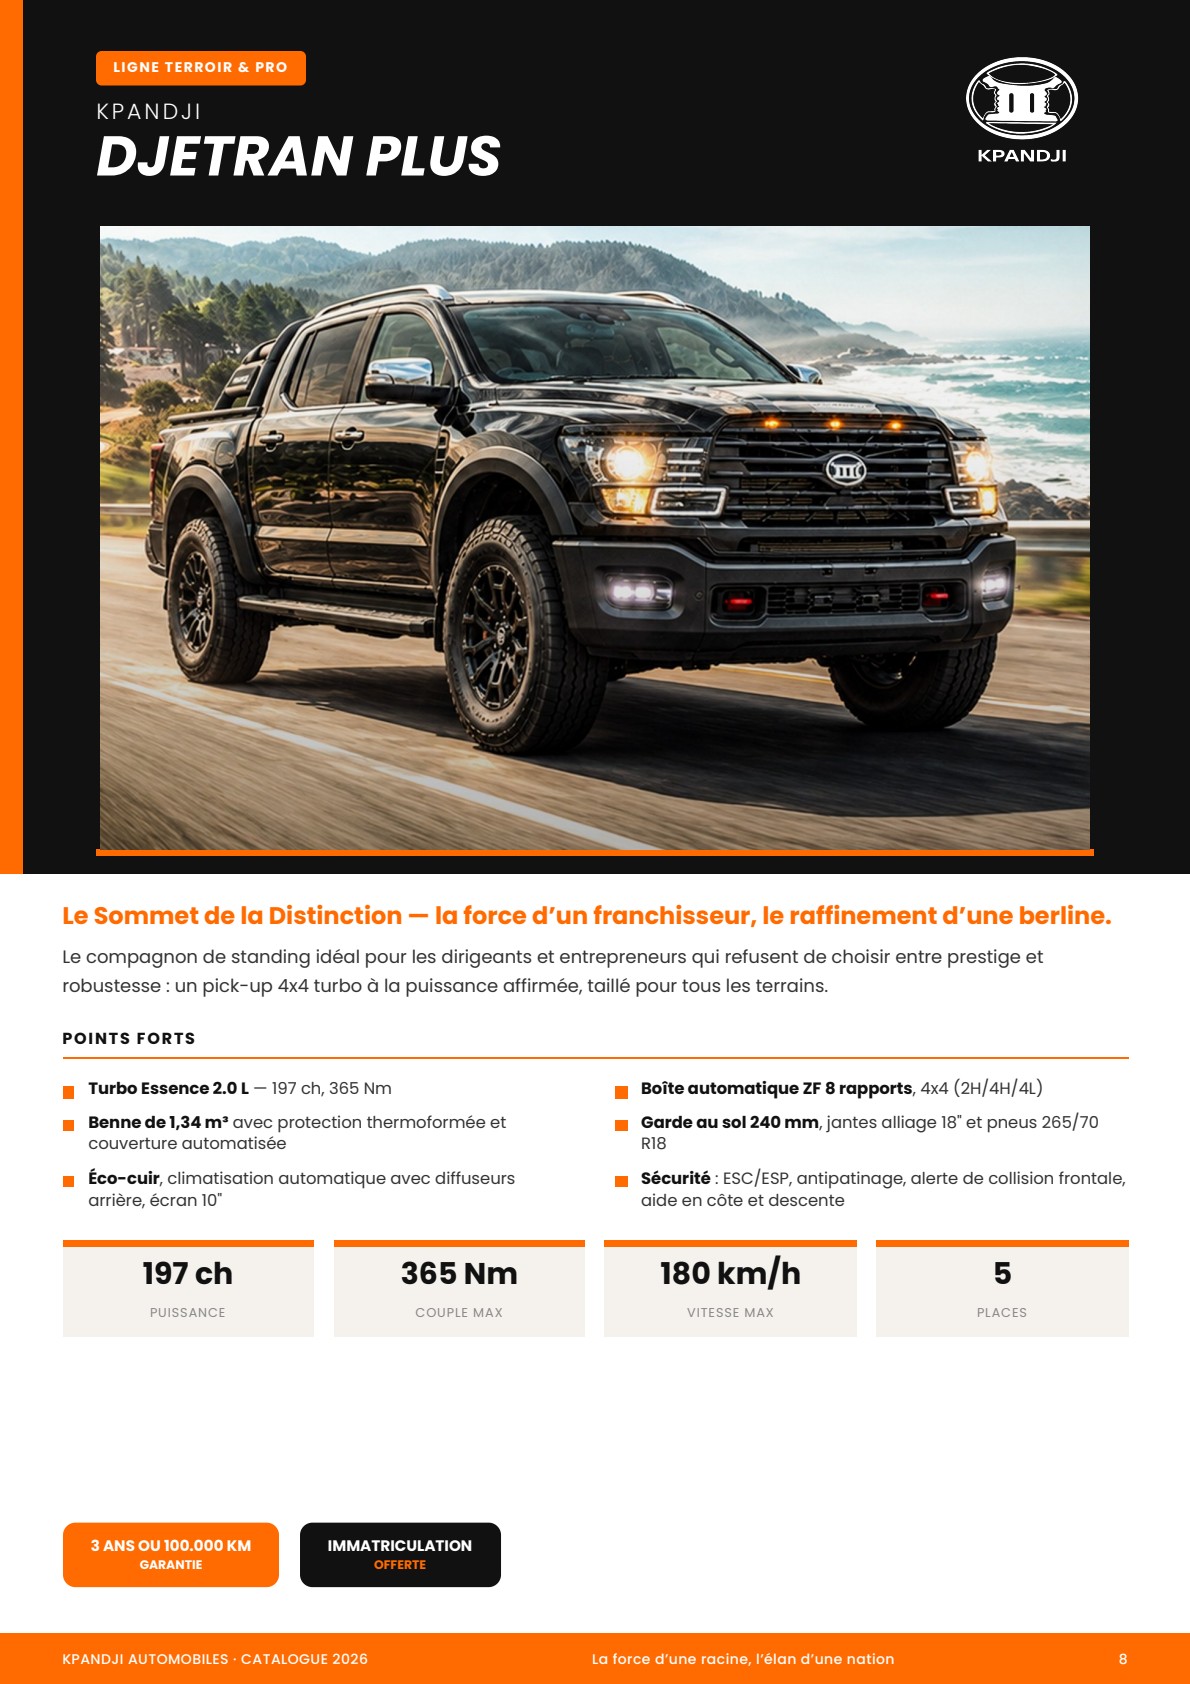 LIGNE TERROIR & PRO
KPANDJI
DJETRAN PLUS
KPANDJI
Le Sommet de la Distinction — la force d’un franchisseur, le raffinement d’une berline.
Le compagnon de standing idéal pour les dirigeants et entrepreneurs qui refusent de choisir entre prestige et
robustesse : un pick-up 4x4 turbo à la puissance affirmée, taillé pour tous les terrains.
POINTS FORTS
Turbo Essence 2.0 L — 197 ch, 365 Nm
Benne de 1,34 m³ avec protection thermoformée et
couverture automatisée
Éco-cuir, climatisation automatique avec diffuseurs
arrière, écran 10"
Boîte automatique ZF 8 rapports, 4x4 (2H/4H/4L)
Garde au sol 240 mm, jantes alliage 18" et pneus 265/70
R18
Sécurité : ESC/ESP, antipatinage, alerte de collision frontale,
aide en côte et descente
197 ch
PUISSANCE
365 Nm
COUPLE MAX
180 km/h
VITESSE MAX
5
PLACES
3 ANS OU 100.000 KM
GARANTIE
IMMATRICULATION
OFFERTE
KPANDJI AUTOMOBILES · CATALOGUE 2026
La force d’une racine, l’élan d’une nation
8